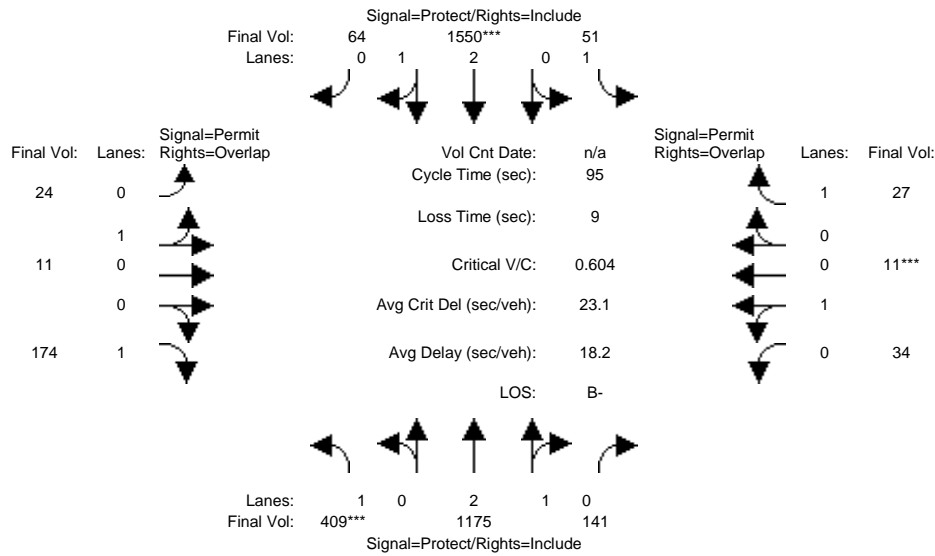 Signal=Protect/Rights=Include
Final Vol: 64 1550*** 51
Lanes: 0 1 2 0 1
Signal=Permit Signal=Permit
Final Vol: Lanes: Rights=Overlap Vol Cnt Date: n/a Rights=Overlap Lanes: Final Vol:
Cycle Time (sec): 95
24 0 1 27
Loss Time (sec): 9
1 0
11 0 Critical V/C: 0.604 0 11***
0 Avg Crit Del (sec/veh): 23.1 1
174 1 Avg Delay (sec/veh): 18.2 0 34
LOS: B-
Lanes: 1 0 2 1 0
Final Vol: 409*** 1175 141
Signal=Protect/Rights=Include